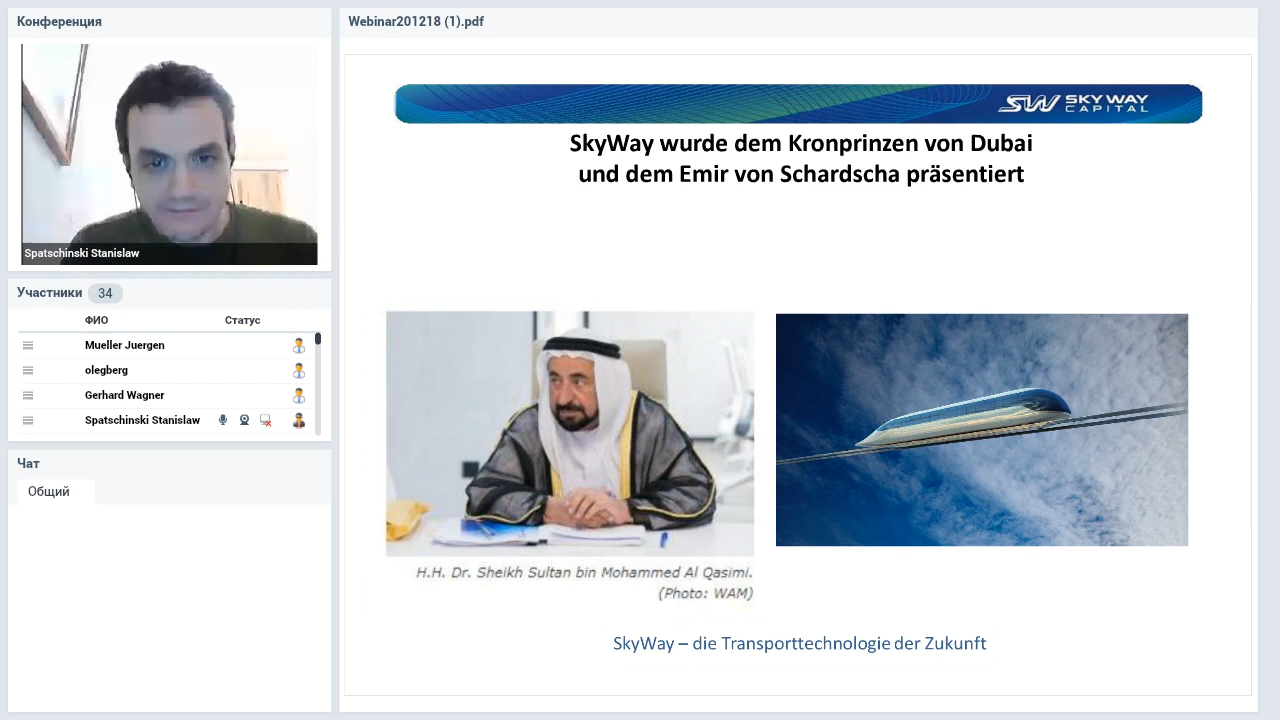 Конференция
Spatschinski Stanislaw
Участники 34
ФИО Статус
Mueller Juergen
olegberg
Gerhard Wagner
Spatschinski Stanislaw
Чат
Общий
Webinar201218 (1).pdf
SW SKY WAY
CAPITAL
SkyWay wurde dem Kronprinzen von Dubai
und dem Emir von Schardscha präsentiert
H.H. Dr. Sheikh Sultan bin Mohammed Al Qasimi.
(Photo: WAM)
SkyWay – die Transporttechnologie der Zukunft